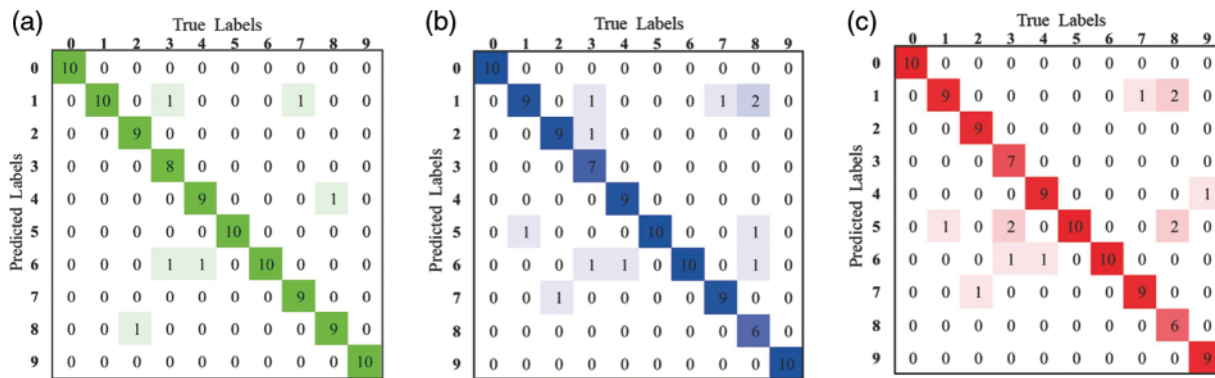 (a)
True Labels
0 1 2 3 4 5 6 7 8 9
Predicted Labels
0 10 0 0 0 0 0 0 0 0 0
1 0 10 0 1 0 0 0 1 0 0
2 0 0 9 0 0 0 0 0 0 0
3 0 0 0 8 0 0 0 0 0 0
4 0 0 0 0 9 0 0 0 1 0
5 0 0 0 0 0 10 0 0 0 0
6 0 0 0 1 1 0 10 0 0 0
7 0 0 0 0 0 0 0 9 0 0
8 0 0 1 0 0 0 0 0 9 0
9 0 0 0 0 0 0 0 0 0 10
(b)
True Labels
0 1 2 3 4 5 6 7 8 9
Predicted Labels
0 10 0 0 0 0 0 0 0 0 0
1 0 9 0 1 0 0 0 1 2 0
2 0 0 9 1 0 0 0 0 0 0
3 0 0 0 7 0 0 0 0 0 0
4 0 0 0 0 9 0 0 0 0 0
5 0 1 0 0 0 10 0 0 1 0
6 0 0 0 1 1 0 10 0 1 0
7 0 0 1 0 0 0 0 9 0 0
8 0 0 0 0 0 0 0 0 6 0
9 0 0 0 0 0 0 0 0 0 10
(c)
True Labels
0 1 2 3 4 5 6 7 8 9
Predicted Labels
0 10 0 0 0 0 0 0 0 0 0
1 0 9 0 0 0 0 0 1 2 0
2 0 0 9 0 0 0 0 0 0 0
3 0 0 0 7 0 0 0 0 0 0
4 0 0 0 0 9 0 0 0 0 1
5 0 1 0 2 0 10 0 0 2 0
6 0 0 0 1 1 0 10 0 0 0
7 0 0 1 0 0 0 0 9 0 0
8 0 0 0 0 0 0 0 0 6 0
9 0 0 0 0 0 0 0 0 0 9